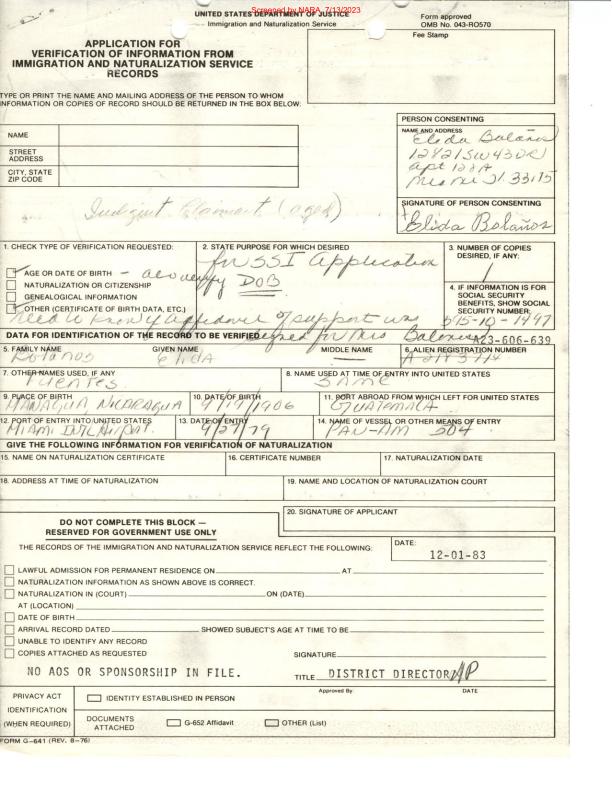 Screened by NARA, 7/13/2023
UNITED STATES DEPARTMENT OF JUSTICE
Immigration and Naturalization Service
Form approved
OMB No. 043-RO570
Fee Stamp
APPLICATION FOR
VERIFICATION OF INFORMATION FROM
IMMIGRATION AND NATURALIZATION SERVICE
RECORDS
TYPE OR PRINT THE NAME AND MAILING ADDRESS OF THE PERSON TO WHOM
INFORMATION OR COPIES OF RECORD SHOULD BE RETURNED IN THE BOX BELOW:
NAME
STREET
ADDRESS
CITY, STATE
ZIP CODE
PERSON CONSENTING
NAME AND ADDRESS
Elida Bolaños
12421 SW 43 DR
Apt 128A
33175
SIGNATURE OF PERSON CONSENTING
Elida Bolaños
Indigent Claimant (aged)
1. CHECK TYPE OF VERIFICATION REQUESTED:
AGE OR DATE OF BIRTH - also verify DOB
NATURALIZATION OR CITIZENSHIP
GENEALOGICAL INFORMATION
OTHER (CERTIFICATE OF BIRTH DATA, ETC.)
2. STATE PURPOSE FOR WHICH DESIRED
for SSI Application
3. NUMBER OF COPIES
DESIRED, IF ANY:
1
4. IF INFORMATION IS FOR
SOCIAL SECURITY
BENEFITS, SHOW SOCIAL
SECURITY NUMBER:
595-10-1497
Need to know if affidavit of support was signed for Mrs Bolanos
A23-606-639
DATA FOR IDENTIFICATION OF THE RECORD TO BE VERIFIED
5. FAMILY NAME GIVEN NAME MIDDLE NAME
Bolanos Elida
6. ALIEN REGISTRATION NUMBER
7. OTHER NAMES USED, IF ANY
Fuentes
8. NAME USED AT TIME OF ENTRY INTO UNITED STATES
SAME
9. PLACE OF BIRTH
MANAGUA, NICARAGUA
10. DATE OF BIRTH
9/19/1906
11. PORT ABROAD FROM WHICH LEFT FOR UNITED STATES
GUATEMALA
12. PORT OF ENTRY INTO UNITED STATES
MIAMI INTL AIRPORT.
13. DATE OF ENTRY
9/27/79
14. NAME OF VESSEL OR OTHER MEANS OF ENTRY
PAN-AM 504
GIVE THE FOLLOWING INFORMATION FOR VERIFICATION OF NATURALIZATION
15. NAME ON NATURALIZATION CERTIFICATE
16. CERTIFICATE NUMBER
17. NATURALIZATION DATE
18. ADDRESS AT TIME OF NATURALIZATION
19. NAME AND LOCATION OF NATURALIZATION COURT
20. SIGNATURE OF APPLICANT
DO NOT COMPLETE THIS BLOCK —
RESERVED FOR GOVERNMENT USE ONLY
THE RECORDS OF THE IMMIGRATION AND NATURALIZATION SERVICE REFLECT THE FOLLOWING:
DATE:
12-01-83
LAWFUL ADMISSION FOR PERMANENT RESIDENCE ON AT
NATURALIZATION INFORMATION AS SHOWN ABOVE IS CORRECT.
NATURALIZATION IN (COURT) ON (DATE)
AT (LOCATION)
DATE OF BIRTH
ARRIVAL RECORD DATED SHOWED SUBJECT'S AGE AT TIME TO BE
UNABLE TO IDENTIFY ANY RECORD
COPIES ATTACHED AS REQUESTED
SIGNATURE
NO AOS OR SPONSORSHIP IN FILE.
TITLE DISTRICT DIRECTOR/AP
Approved By DATE
PRIVACY ACT
IDENTIFICATION
(WHEN REQUIRED)
IDENTITY ESTABLISHED IN PERSON
DOCUMENTS
ATTACHED
G-652 Affidavit
OTHER (List)
FORM G-641 (REV. 8-76)